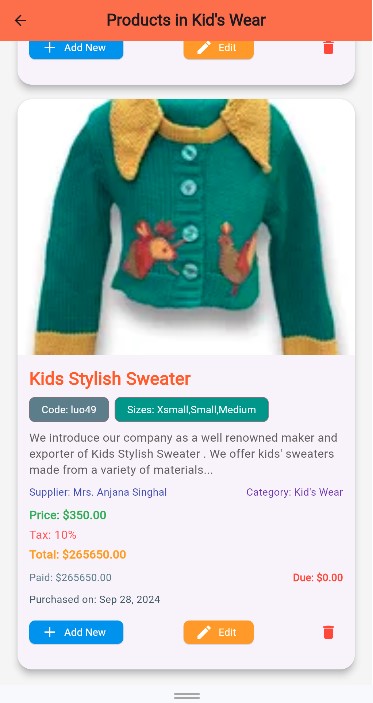 Products in Kid's Wear
Add New
Edit
Kids Stylish Sweater
Code: luo49
Sizes: Xsmall,Small,Medium
We introduce our company as a well renowned maker and
exporter of Kids Stylish Sweater . We offer kids' sweaters
made from a variety of materials...
Supplier: Mrs. Anjana Singhal
Category: Kid's Wear
Price: $350.00
Tax: 10%
Total: $265650.00
Paid: $265650.00
Due: $0.00
Purchased on: Sep 28, 2024
Add New
Edit